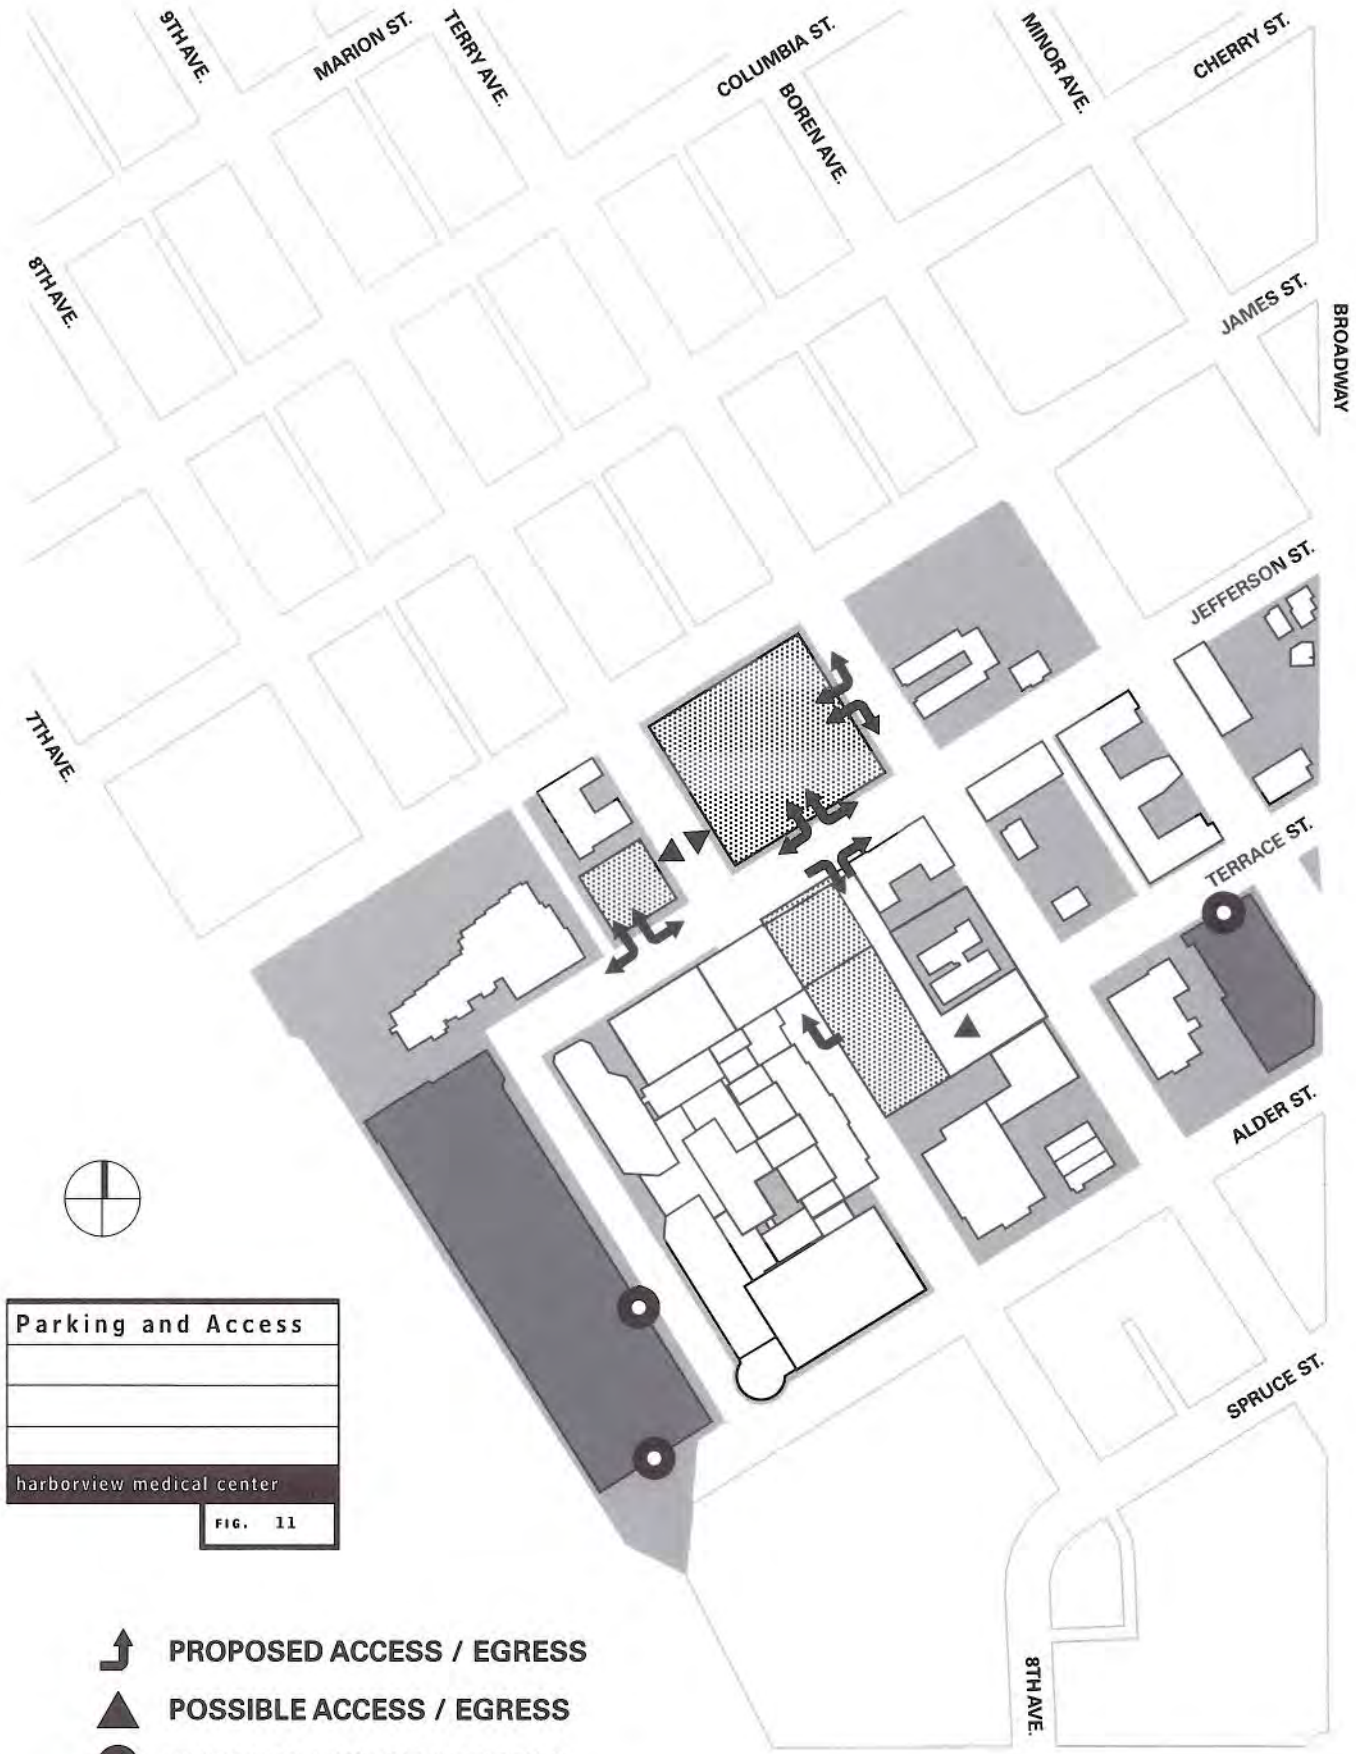 9TH AVE.
MARION ST.
TERRY AVE.
COLUMBIA ST.
BOREN AVE.
MINOR AVE.
CHERRY ST.
8TH AVE.
JAMES ST.
BROADWAY
JEFFERSON ST.
7TH AVE.
TERRACE ST.
ALDER ST.
SPRUCE ST.
8TH AVE.
Parking and Access
harborview medical center
FIG. 11
PROPOSED ACCESS / EGRESS
POSSIBLE ACCESS / EGRESS